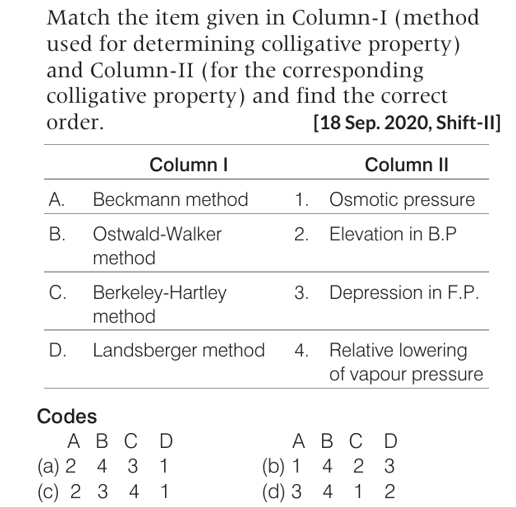 Match the item given in Column-I (method
used for determining colligative property)
and Column-II (for the corresponding
colligative property) and find the correct
order. [18 Sep. 2020, Shift-II]
Column I Column II
A. Beckmann method 1. Osmotic pressure
B. Ostwald-Walker 2. Elevation in B.P
method
C. Berkeley-Hartley 3. Depression in F.P.
method
D. Landsberger method 4. Relative lowering
of vapour pressure
Codes
A B C D A B C D
(a) 2 4 3 1 (b) 1 4 2 3
(c) 2 3 4 1 (d) 3 4 1 2